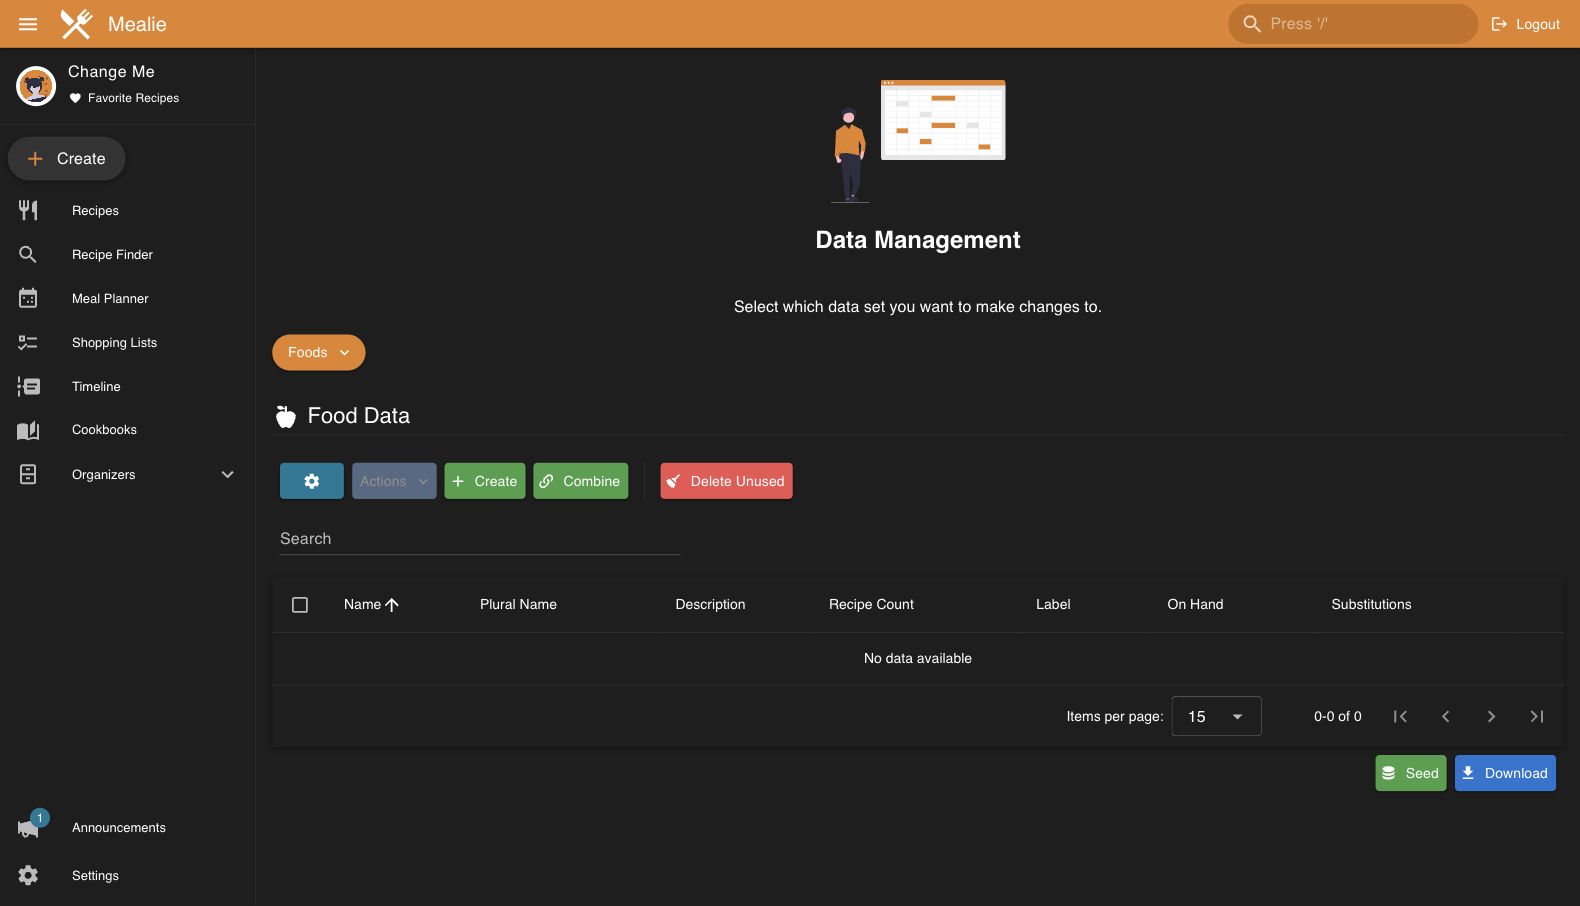 Mealie
Press '/'
Logout
Change Me
Favorite Recipes
Create
Recipes
Recipe Finder
Meal Planner
Shopping Lists
Timeline
Cookbooks
Organizers
1
Announcements
Settings
Data Management
Select which data set you want to make changes to.
Foods
Food Data
Actions
Create
Combine
Delete Unused
Search
Name Plural Name Description Recipe Count Label On Hand Substitutions
No data available
Items per page: 15 0-0 of 0
Seed
Download